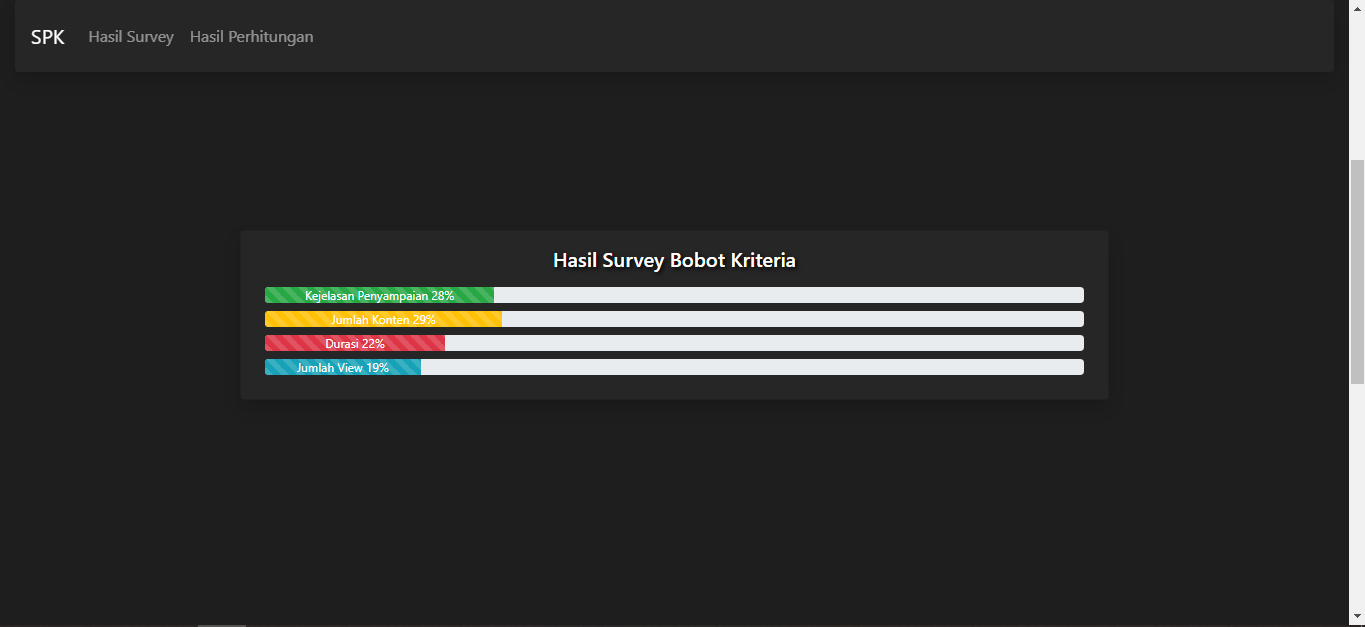 SPK Hasil Survey Hasil Perhitungan
Hasil Survey Bobot Kriteria
Kejelasan Penyampaian 28%
Jumlah Konten 29%
Durasi 22%
Jumlah View 19%